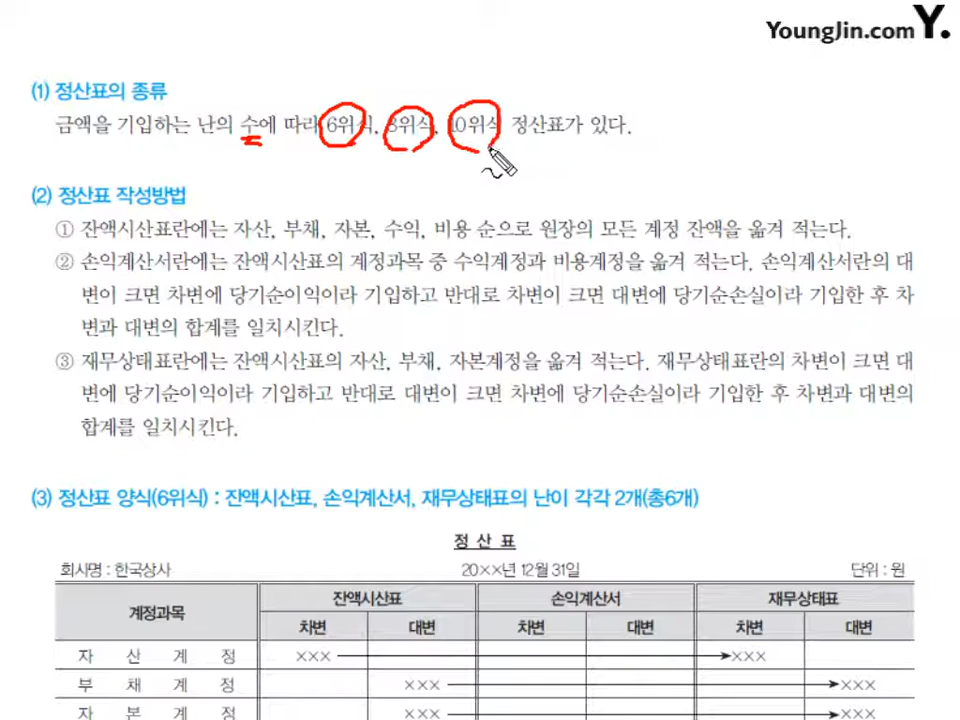 YoungJin.com Y.
(1) 정산표의 종류
금액을 기입하는 난의 수에 따라 6위식, 8위식, 10위식 정산표가 있다.
(2) 정산표 작성방법
① 잔액시산표란에는 자산, 부채, 자본, 수익, 비용 순으로 원장의 모든 계정 잔액을 옮겨 적는다.
② 손익계산서란에는 잔액시산표의 계정과목 중 수익계정과 비용계정을 옮겨 적는다. 손익계산서란의 대
변이 크면 차변에 당기순이익이라 기입하고 반대로 차변이 크면 대변에 당기순손실이라 기입한 후 차
변과 대변의 합계를 일치시킨다.
③ 재무상태표란에는 잔액시산표의 자산, 부채, 자본계정을 옮겨 적는다. 재무상태표란의 차변이 크면 대
변에 당기순이익이라 기입하고 반대로 대변이 크면 차변에 당기순손실이라 기입한 후 차변과 대변의
합계를 일치시킨다.
(3) 정산표 양식(6위식) : 잔액시산표, 손익계산서, 재무상태표의 난이 각각 2개(총6개)
정 산 표
회사명 : 한국상사 20××년 12월 31일 단위 : 원
계정과목 잔액시산표 손익계산서 재무상태표
차변 대변 차변 대변 차변 대변
자 산 계 정 ××× ×××
부 채 계 정 ××× ×××
자 본 계 정 ××× ×××